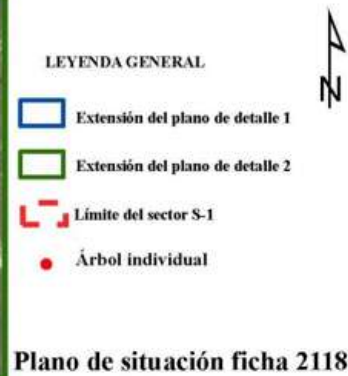 N
LEYENDA GENERAL
Extensión del plano de detalle 1
Extensión del plano de detalle 2
Límite del sector S-1
Árbol individual
Plano de situación ficha 2118